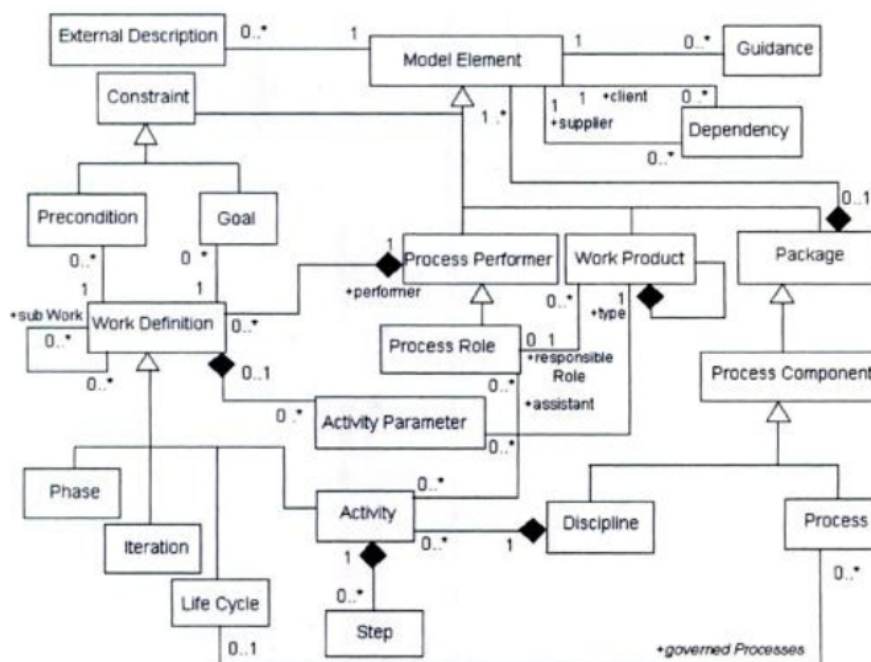 External Description
0..*
1
Model Element
1
0..*
Guidance
Constraint
1
+client
0..*
1
+supplier
1..*
Dependency
0..*
Precondition
Goal
0..1
0..*
0 *
1
Process Performer
Work Product
Package
+performer
1
1
+sub Work
Work Definition
0..*
0..*
1
+type
0..*
0..*
Process Role
0 1
+responsible
Role
Process Component
0..1
0..*
+assistant
0 .*
Activity Parameter
0..*
Phase
0..*
Activity
0..*
1
Discipline
Process
Iteration
1
0..*
Life Cycle
0..*
Step
0..1
+governed Processes